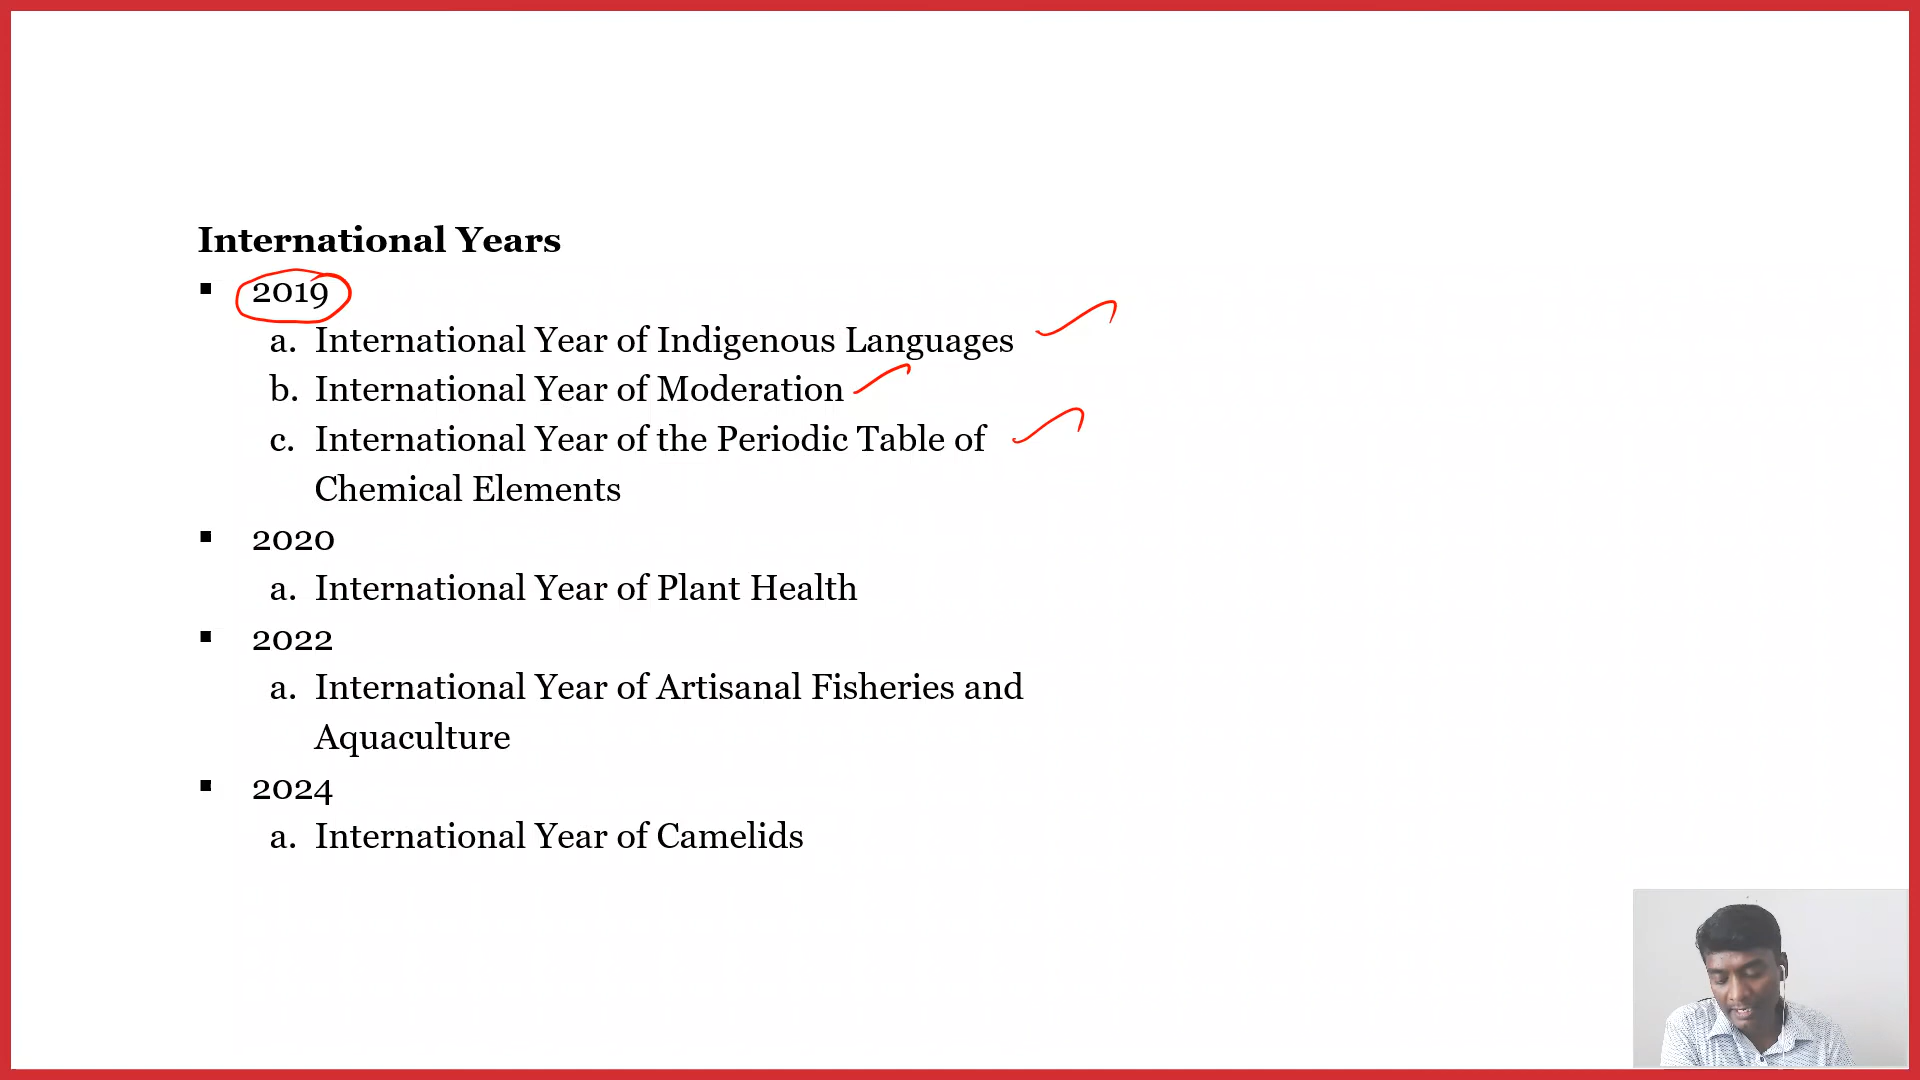 International Years
▪ 2019
a. International Year of Indigenous Languages
b. International Year of Moderation
c. International Year of the Periodic Table of
Chemical Elements
▪ 2020
a. International Year of Plant Health
▪ 2022
a. International Year of Artisanal Fisheries and
Aquaculture
▪ 2024
a. International Year of Camelids